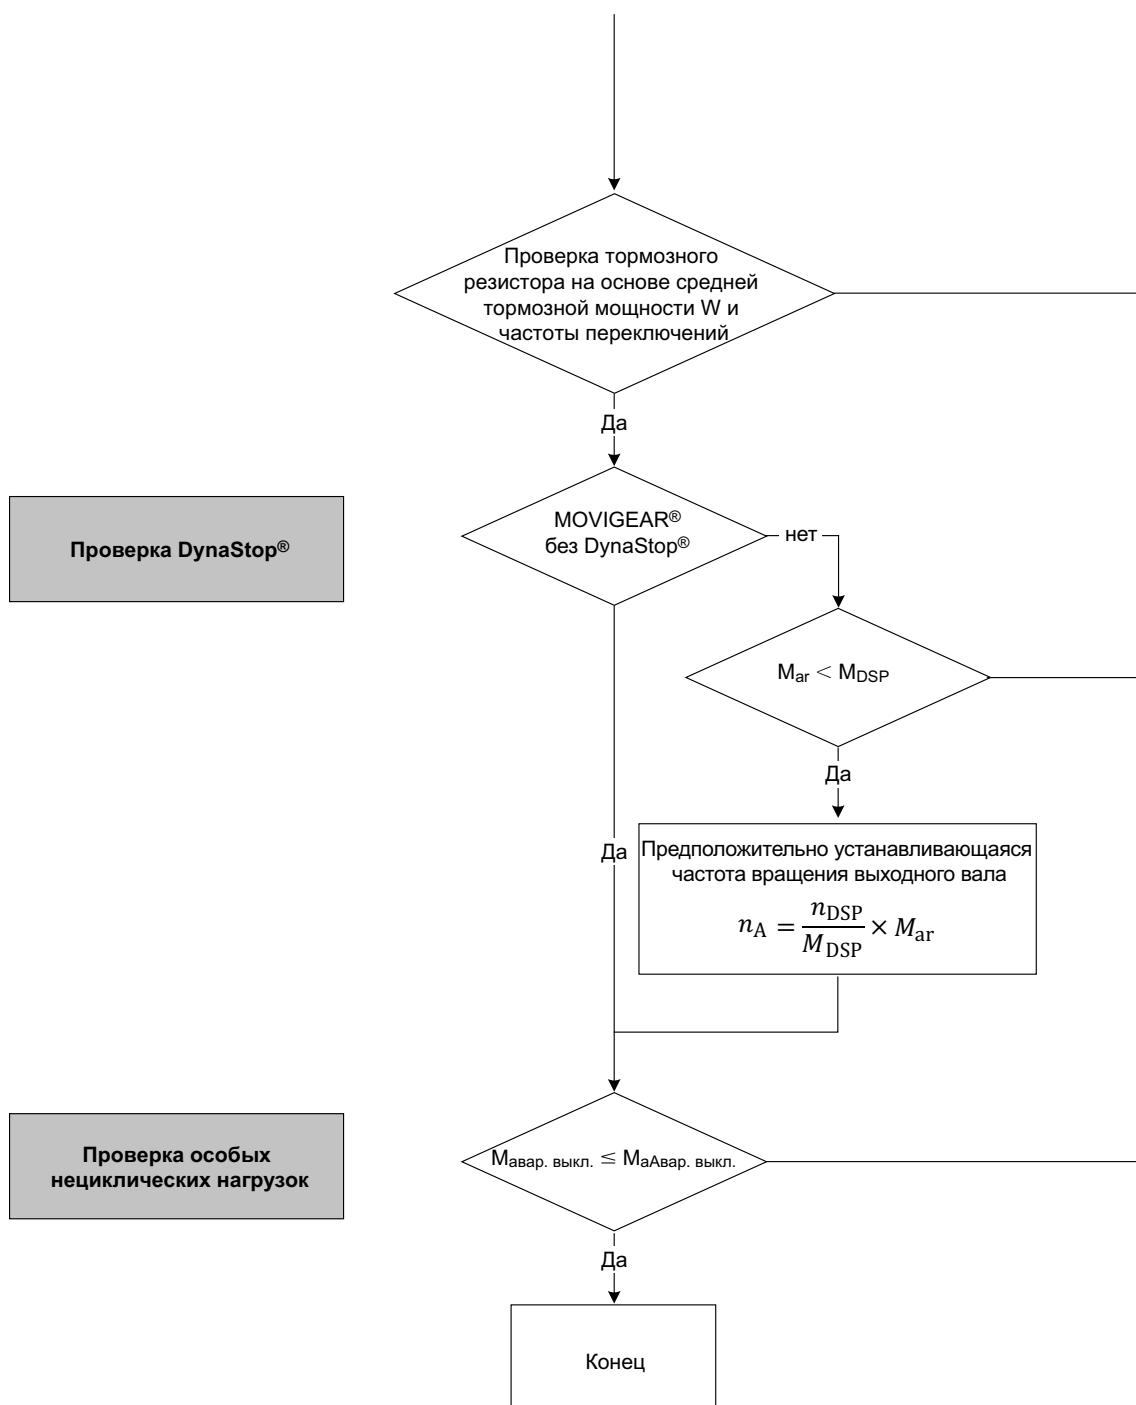 Проверка тормозного
резистора на основе средней
тормозной мощности W и
частоты переключений
Да
Проверка DynaStop®
MOVIGEAR®
без DynaStop®
нет
Mar < MDSP
Да
Да
Предположительно устанавливающаяся
частота вращения выходного вала
nA = nDSP / MDSP × Mar
Проверка особых
нециклических нагрузок
Mавар. выкл. ≤ MaАвар. выкл.
Да
Конец